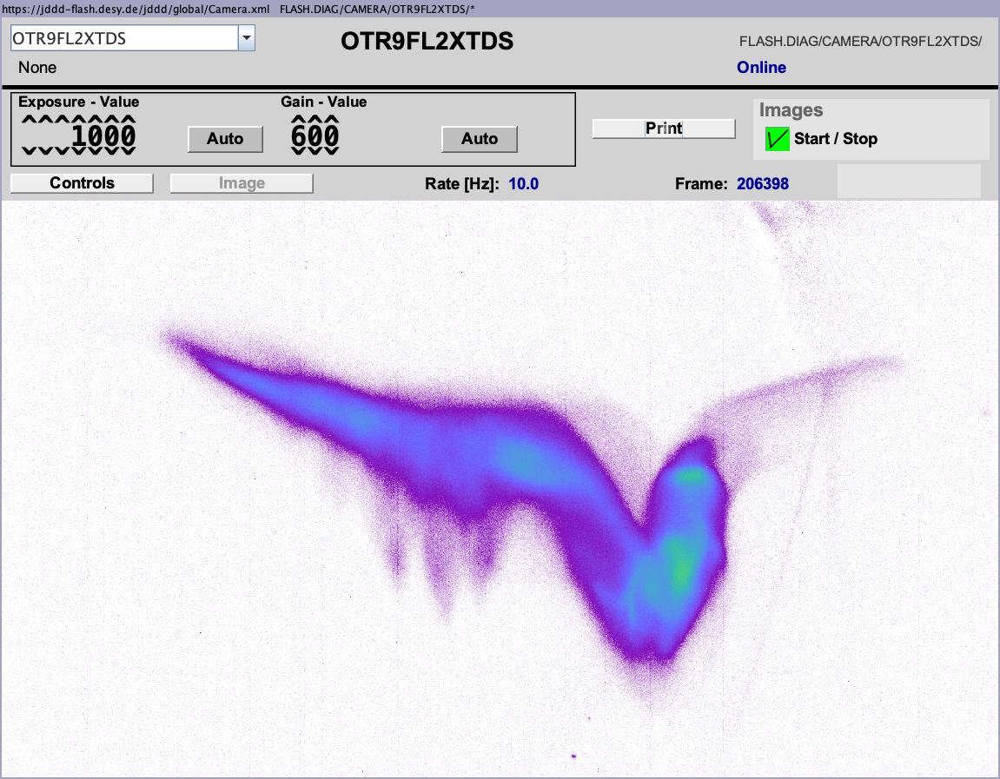 https://jddd-flash.desy.de/jddd/global/Camera.xml FLASH.DIAG/CAMERA/OTR9FL2XTDS/*
OTR9FL2XTDS
OTR9FL2XTDS
FLASH.DIAG/CAMERA/OTR9FL2XTDS/
None
Online
Exposure - Value
Gain - Value
Images
1000
Auto
600
Auto
Print
Start / Stop
Controls
Image
Rate [Hz]: 10.0
Frame: 206398